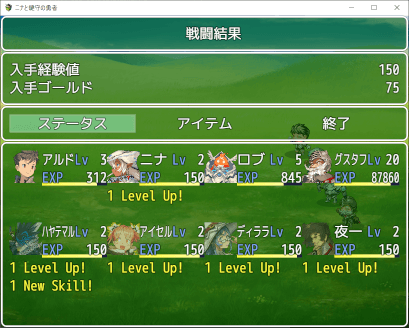 ニナと鍵守の勇者
戦闘結果
入手経験値 150
入手ゴールド 75
ステータス アイテム 終了
アルド Lv 3 ニナ Lv 2 ロブ Lv 5 グスタフ Lv 20
EXP 312 EXP 150 EXP 845 EXP 87860
1 Level Up!
ハヤテマル Lv 2 アイセル Lv 2 ディララ Lv 2 夜一 Lv 2
EXP 150 EXP 150 EXP 150 EXP 150
1 Level Up! 1 Level Up! 1 Level Up! 1 Level Up!
1 New Skill!